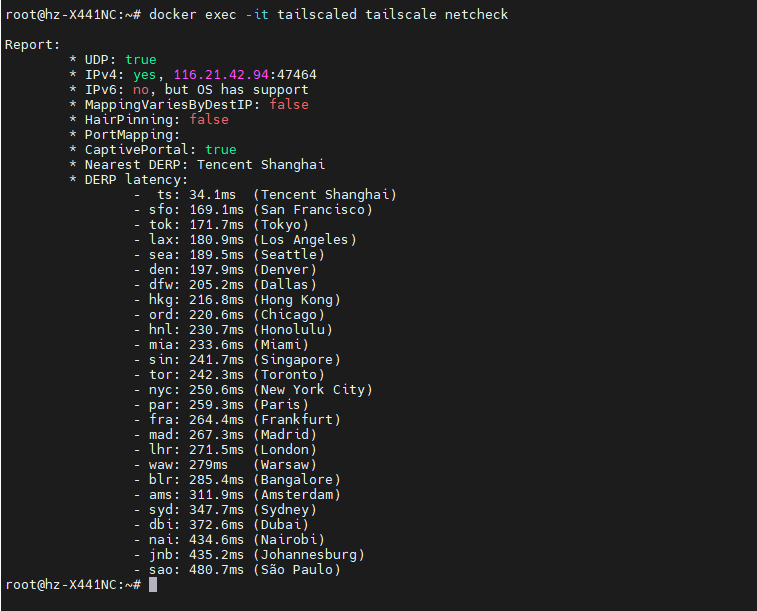 root@hz-X441NC:~# docker exec -it tailscaled tailscale netcheck
Report:
* UDP: true
* IPv4: yes, 116.21.42.94:47464
* IPv6: no, but OS has support
* MappingVariesByDestIP: false
* HairPinning: false
* PortMapping:
* CaptivePortal: true
* Nearest DERP: Tencent Shanghai
* DERP latency:
- ts: 34.1ms (Tencent Shanghai)
- sfo: 169.1ms (San Francisco)
- tok: 171.7ms (Tokyo)
- lax: 180.9ms (Los Angeles)
- sea: 189.5ms (Seattle)
- den: 197.9ms (Denver)
- dfw: 205.2ms (Dallas)
- hkg: 216.8ms (Hong Kong)
- ord: 220.6ms (Chicago)
- hnl: 230.7ms (Honolulu)
- mia: 233.6ms (Miami)
- sin: 241.7ms (Singapore)
- tor: 242.3ms (Toronto)
- nyc: 250.6ms (New York City)
- par: 259.3ms (Paris)
- fra: 264.4ms (Frankfurt)
- mad: 267.3ms (Madrid)
- lhr: 271.5ms (London)
- waw: 279ms (Warsaw)
- blr: 285.4ms (Bangalore)
- ams: 311.9ms (Amsterdam)
- syd: 347.7ms (Sydney)
- dbi: 372.6ms (Dubai)
- nai: 434.6ms (Nairobi)
- jnb: 435.2ms (Johannesburg)
- sao: 480.7ms (São Paulo)
root@hz-X441NC:~#